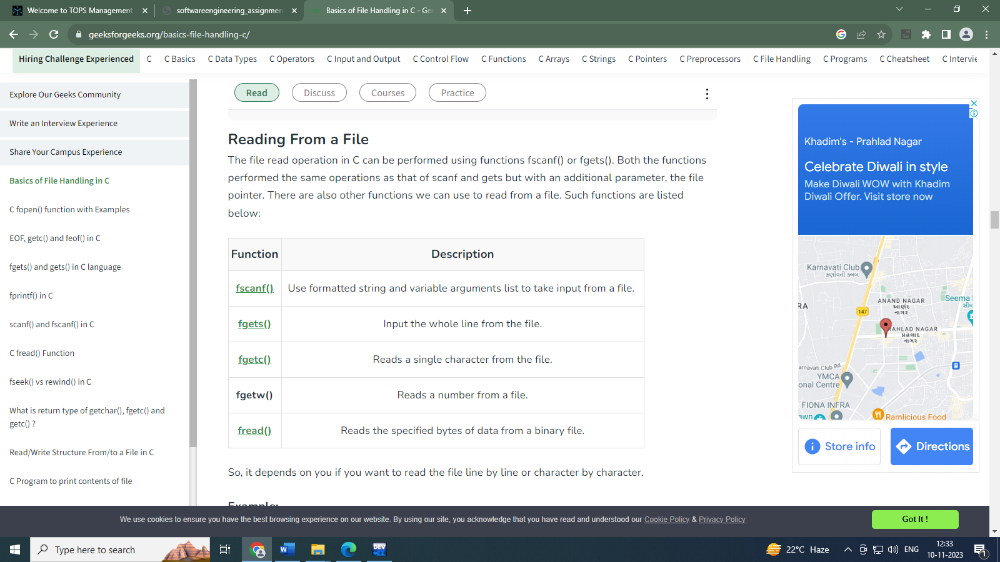 Welcome to TOPS Management
softwareengineering_assignmen
Basics of File Handling in C - Ge
geeksforgeeks.org/basics-file-handling-c/
Hiring Challenge Experienced C C Basics C Data Types C Operators C Input and Output C Control Flow C Functions C Arrays C Strings C Pointers C Preprocessors C File Handling C Programs C Cheatsheet C Intervie
Explore Our Geeks Community
Write an Interview Experience
Share Your Campus Experience
Basics of File Handling in C
C fopen() function with Examples
EOF, getc() and feof() in C
fgets() and gets() in C language
fprintf() in C
scanf() and fscanf() in C
C fread() Function
fseek() vs rewind() in C
What is return type of getchar(), fgetc() and
getc() ?
Read/Write Structure From/to a File in C
C Program to print contents of file
Read Discuss Courses Practice
Reading From a File
The file read operation in C can be performed using functions fscanf() or fgets(). Both the functions
performed the same operations as that of scanf and gets but with an additional parameter, the file
pointer. There are also other functions we can use to read from a file. Such functions are listed
below:
Function Description
fscanf() Use formatted string and variable arguments list to take input from a file.
fgets() Input the whole line from the file.
fgetc() Reads a single character from the file.
fgetw() Reads a number from a file.
fread() Reads the specified bytes of data from a binary file.
So, it depends on you if you want to read the file line by line or character by character.
Example:
Khadim's - Prahlad Nagar
Celebrate Diwali in style
Make Diwali WOW with Khadim
Diwali Offer. Visit store now
Karnavati Club
કર્ણાવતી ક્લબ
RA
ANAND NAGAR
આણંદ
નગર
Seema
સીમ
147
RAHLAD NAGAR
પ્રહલાદ
નગર
arnavati Club Rd
YMCA
onal Centre
FIONA INFRA
awn
Ramlicious Food
Store info Directions
We use cookies to ensure you have the best browsing experience on our website. By using our site, you acknowledge that you have read and understood our Cookie Policy & Privacy Policy
Got It !
Type here to search
DEV
22°C Haze
ENG
12:33
10-11-2023
1